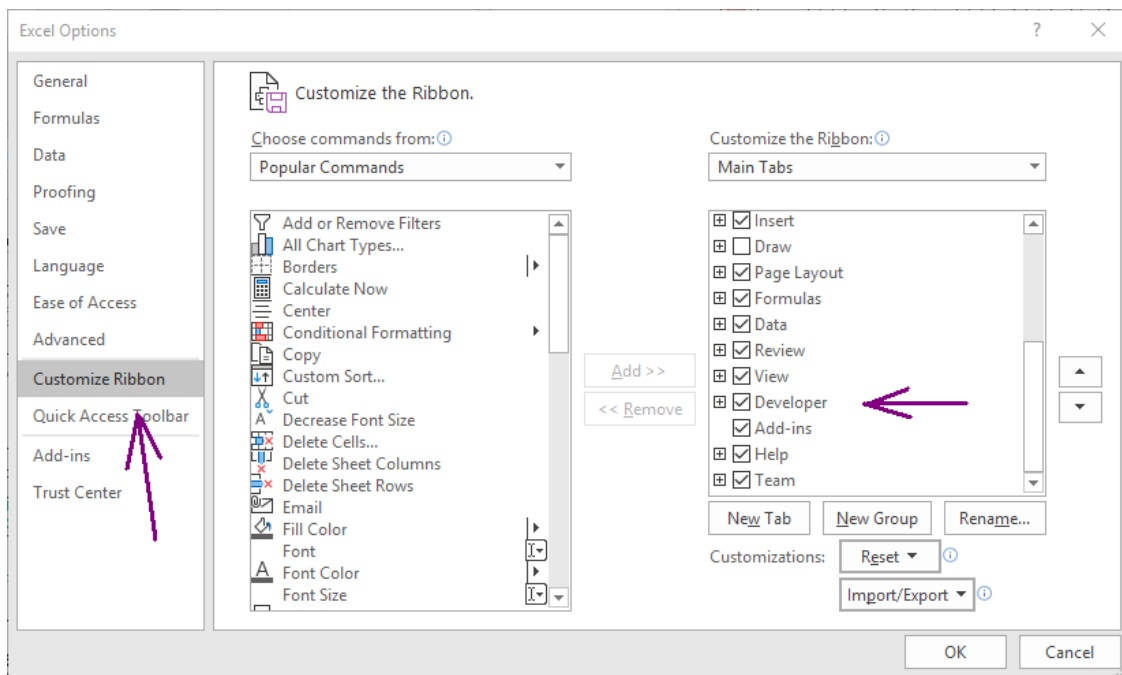 Excel Options
?
General
Formulas
Data
Proofing
Save
Language
Ease of Access
Advanced
Customize Ribbon
Quick Access Toolbar
Add-ins
Trust Center
Customize the Ribbon.
Choose commands from:
Popular Commands
Add or Remove Filters
All Chart Types...
Borders
Calculate Now
Center
Conditional Formatting
Copy
Custom Sort...
Cut
Decrease Font Size
Delete Cells...
Delete Sheet Columns
Delete Sheet Rows
Email
Fill Color
Font
Font Color
Font Size
Add >>
<< Remove
Customize the Ribbon:
Main Tabs
Insert
Draw
Page Layout
Formulas
Data
Review
View
Developer
Add-ins
Help
Team
New Tab
New Group
Rename...
Customizations:
Reset
Import/Export
OK
Cancel